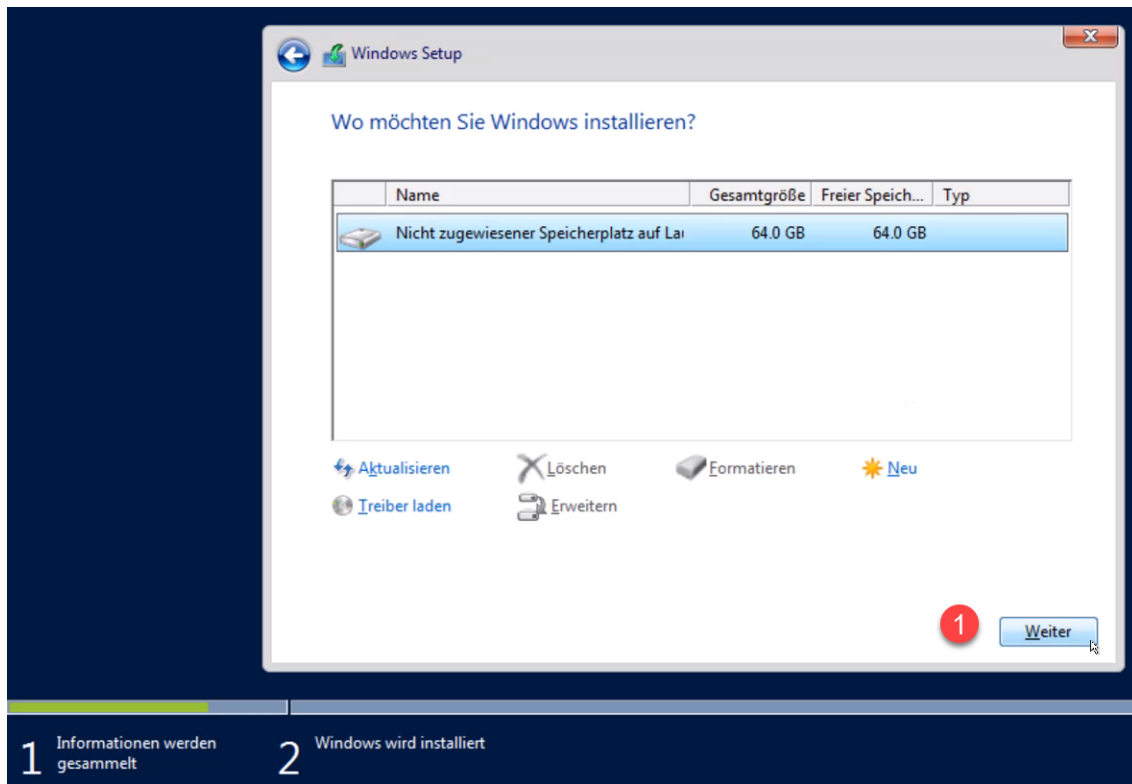 Windows Setup
Wo möchten Sie Windows installieren?
Name Gesamtgröße Freier Speich... Typ
Nicht zugewiesener Speicherplatz auf 64.0 GB 64.0 GB
Aktualisieren Löschen Formatieren Neu
Treiber laden Erweitern
1 Weiter
1 Informationen werden gesammelt
2 Windows wird installiert